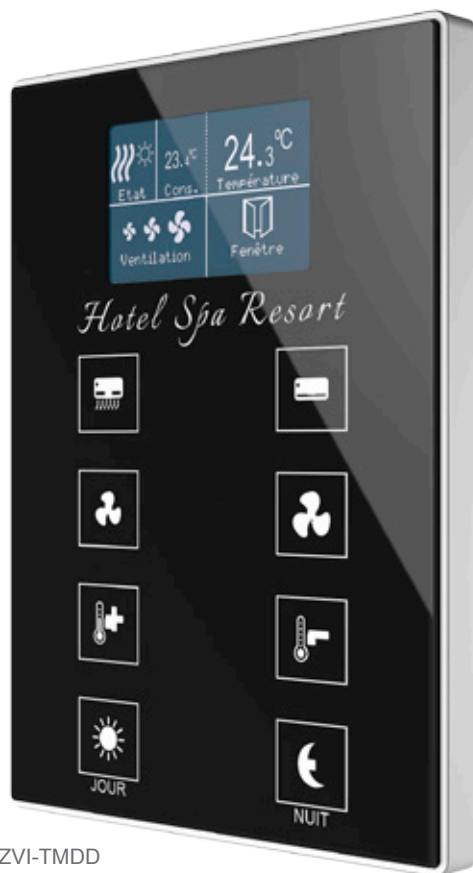 24.3°C
23.4°C
Etat Cons. Température
Ventilation Fenêtre
Hotel Spa Resort
JOUR NUIT
ZVI-TMDD